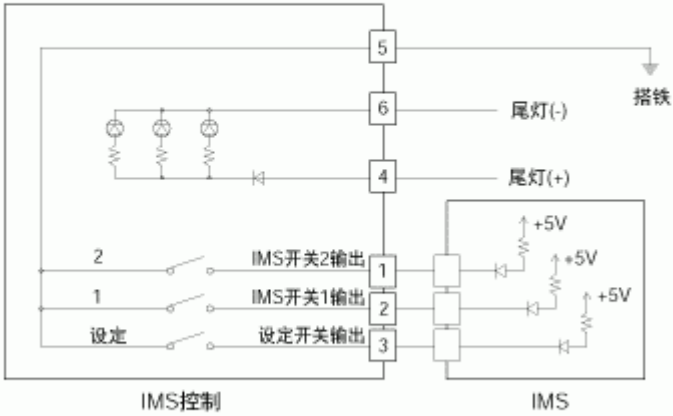 5
搭铁
6
尾灯(-)
4
尾灯(+)
+5V
2
IMS开关2输出
1
+5V
1
IMS开关1输出
2
+5V
设定
设定开关输出
3
IMS控制
IMS